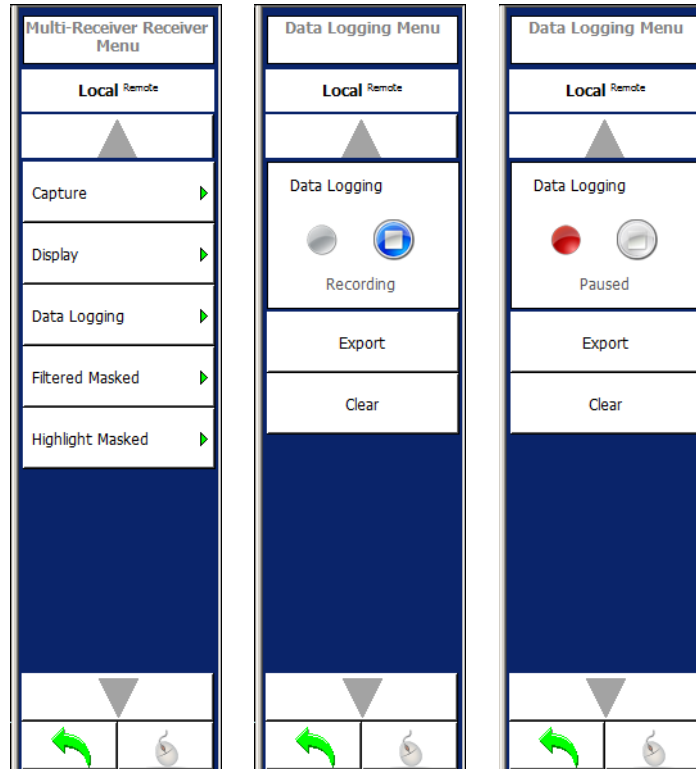 Multi-Receiver Receiver
Menu
Local Remote
Capture
Display
Data Logging
Filtered Masked
Highlight Masked
Data Logging Menu
Local Remote
Data Logging
Recording
Export
Clear
Data Logging Menu
Local Remote
Data Logging
Paused
Export
Clear